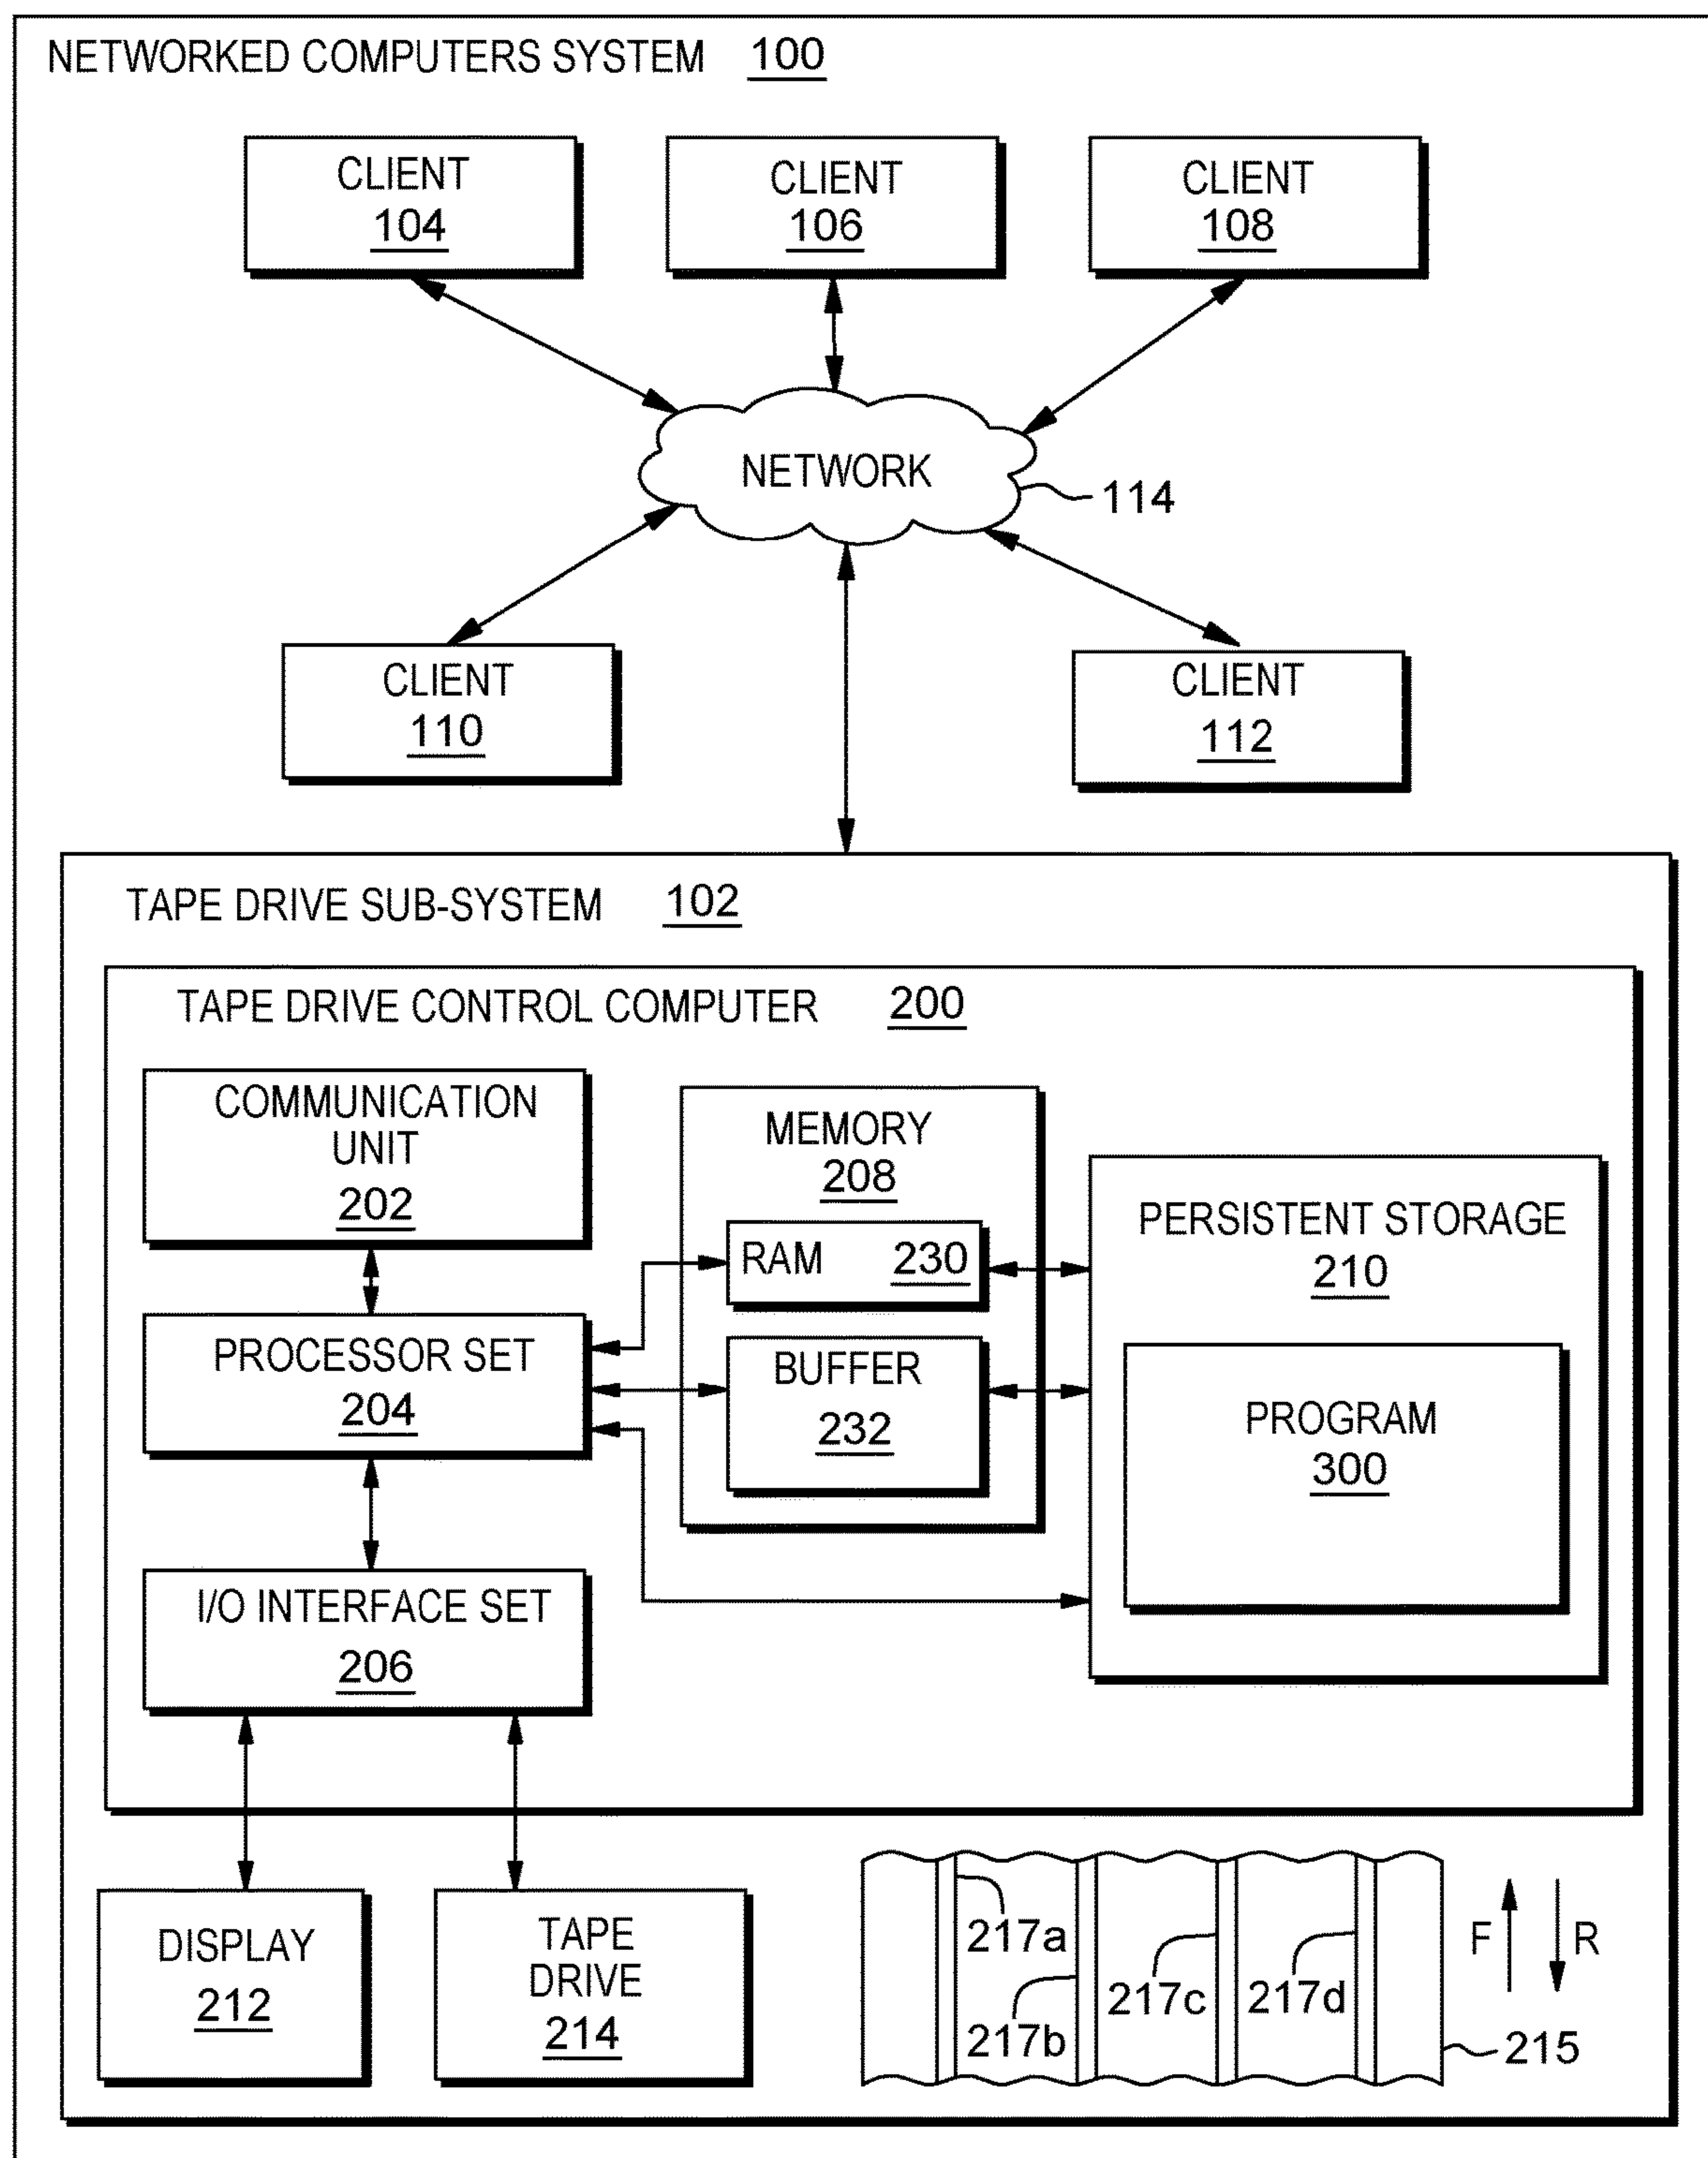 NETWORKED COMPUTERS SYSTEM 100
CLIENT
104
CLIENT
106
CLIENT
108
NETWORK
114
CLIENT
110
CLIENT
112
TAPE DRIVE SUB-SYSTEM 102
TAPE DRIVE CONTROL COMPUTER 200
COMMUNICATION
UNIT
202
MEMORY
208
RAM 230
PERSISTENT STORAGE
210
PROCESSOR SET
204
BUFFER
232
PROGRAM
300
I/O INTERFACE SET
206
DISPLAY
212
TAPE
DRIVE
214
217a
217b
217c
217d
F
R
215